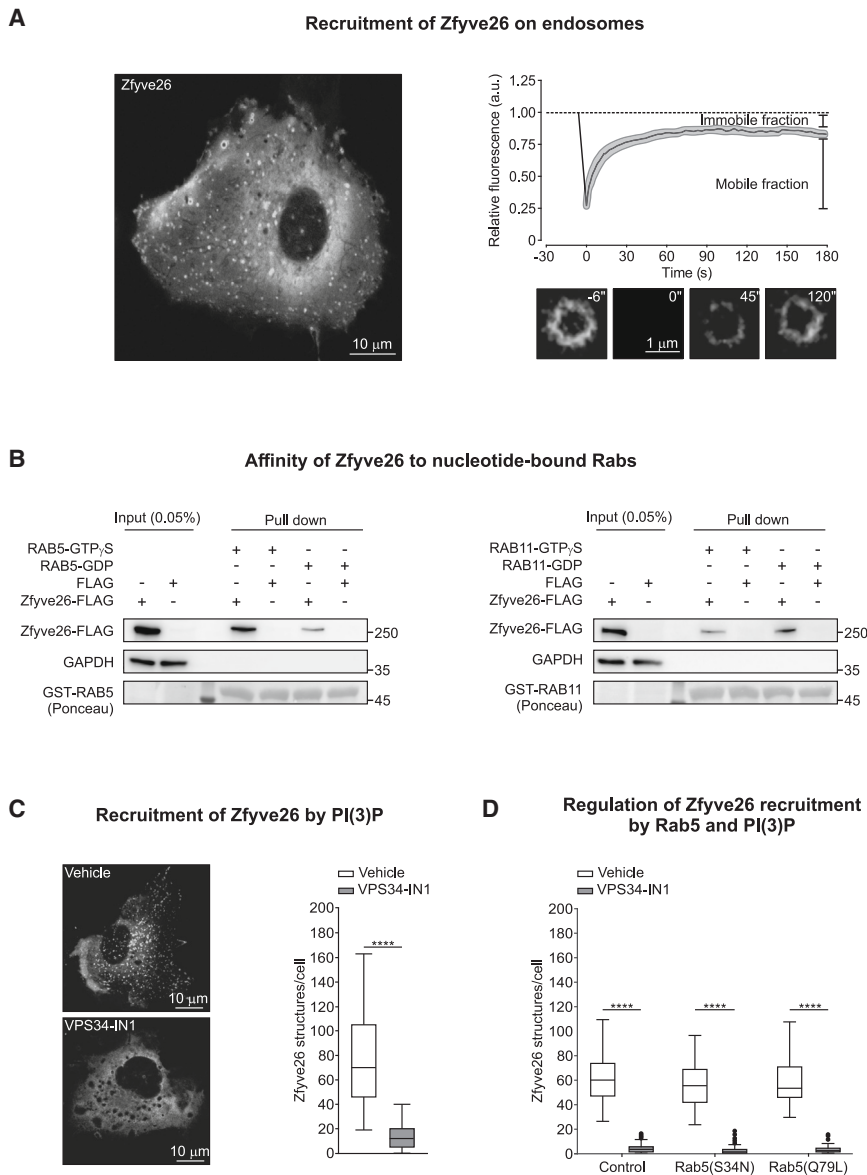 A
Recruitment of Zfyve26 on endosomes
Zfyve26
10 μm
Relative fluorescence (a.u.)
1.25
1.00
0.75
0.50
0.25
0
Immobile fraction
Mobile fraction
-30 0 30 60 90 120 150 180
Time (s)
-6" 0" 45" 120"
1 μm
B
Affinity of Zfyve26 to nucleotide-bound Rabs
Input (0.05%) Pull down
RAB5-GTPγS + + - -
RAB5-GDP - - + +
FLAG - + - + - +
Zfyve26-FLAG + - + - + -
Zfyve26-FLAG 250
GAPDH 35
GST-RAB5 45
(Ponceau)
Input (0.05%) Pull down
RAB11-GTPγS + + - -
RAB11-GDP - - + +
FLAG - + - + - +
Zfyve26-FLAG + - + - + -
Zfyve26-FLAG 250
GAPDH 35
GST-RAB11 45
(Ponceau)
C
Recruitment of Zfyve26 by PI(3)P
Vehicle
10 μm
VPS34-IN1
10 μm
Vehicle
VPS34-IN1
Zfyve26 structures/cell
200
180
160
140
120
100
80
60
40
20
0
****
D
Regulation of Zfyve26 recruitment
by Rab5 and PI(3)P
Vehicle
VPS34-IN1
Zfyve26 structures/cell
200
180
160
140
120
100
80
60
40
20
0
**** **** ****
Control Rab5(S34N) Rab5(Q79L)